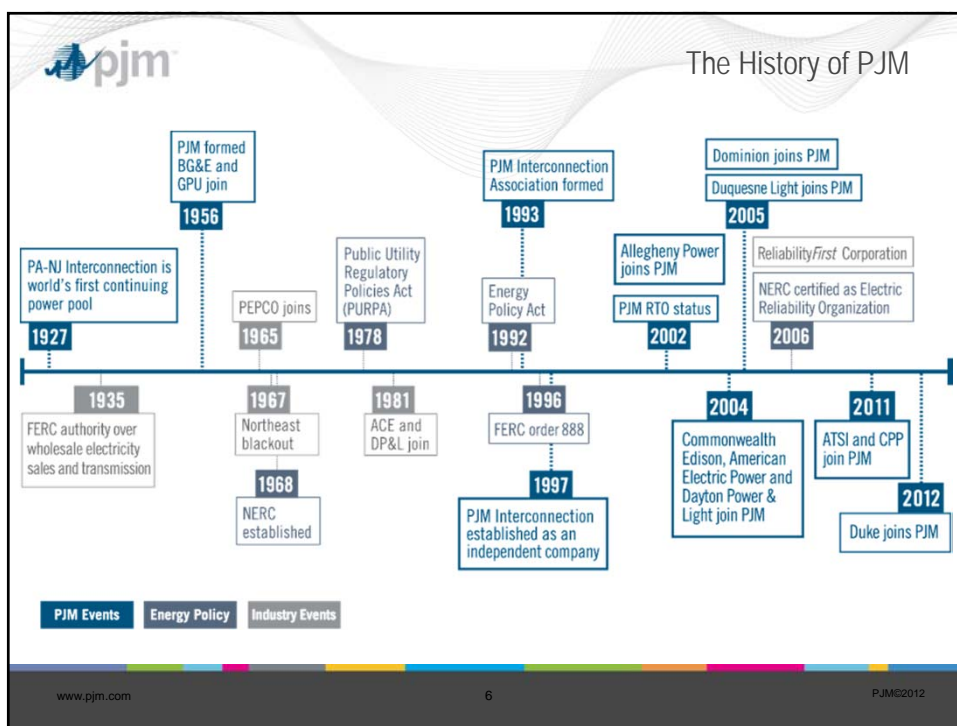 pjm™
The History of PJM
PJM formed
BG&E and
GPU join
1956
PJM Interconnection
Association formed
1993
Dominion joins PJM
Duquesne Light joins PJM
2005
PA-NJ Interconnection is
world's first continuing
power pool
1927
PEPCO joins
1965
Public Utility
Regulatory
Policies Act
(PURPA)
1978
Energy
Policy Act
1992
Allegheny Power
joins PJM
PJM RTO status
2002
ReliabilityFirst Corporation
NERC certified as Electric
Reliability Organization
2006
1935
FERC authority over
wholesale electricity
sales and transmission
1967
Northeast
blackout
1968
NERC
established
1981
ACE and
DP&L join
1996
FERC order 888
1997
PJM Interconnection
established as an
independent company
2004
Commonwealth
Edison, American
Electric Power and
Dayton Power &
Light join PJM
2011
ATSI and CPP
join PJM
2012
Duke joins PJM
PJM Events
Energy Policy
Industry Events
www.pjm.com
6
PJM©2012